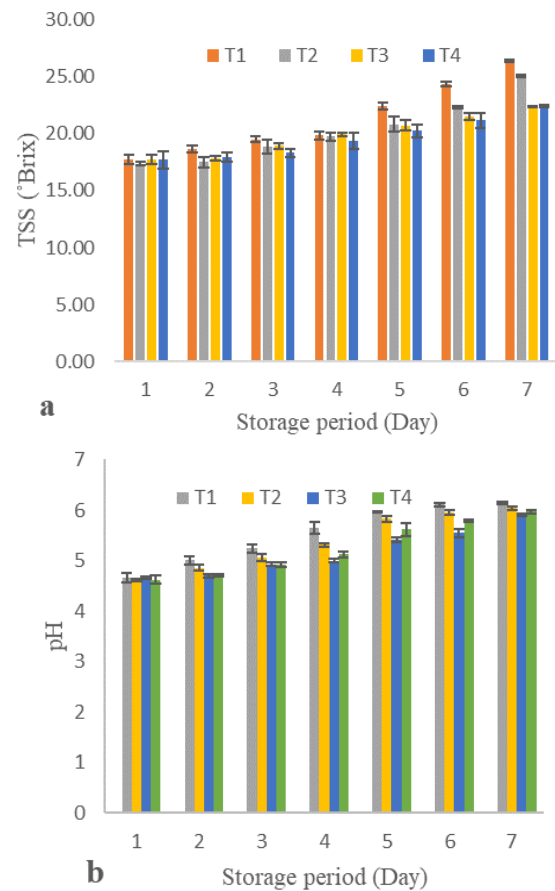 30.00
T1 T2 T3 T4
25.00
20.00
15.00
10.00
5.00
0.00
TSS (˚Brix)
1 2 3 4 5 6 7
a
Storage period (Day)
7
T1 T2 T3 T4
6
5
4
3
2
1
0
pH
1 2 3 4 5 6 7
b
Storage period (Day)